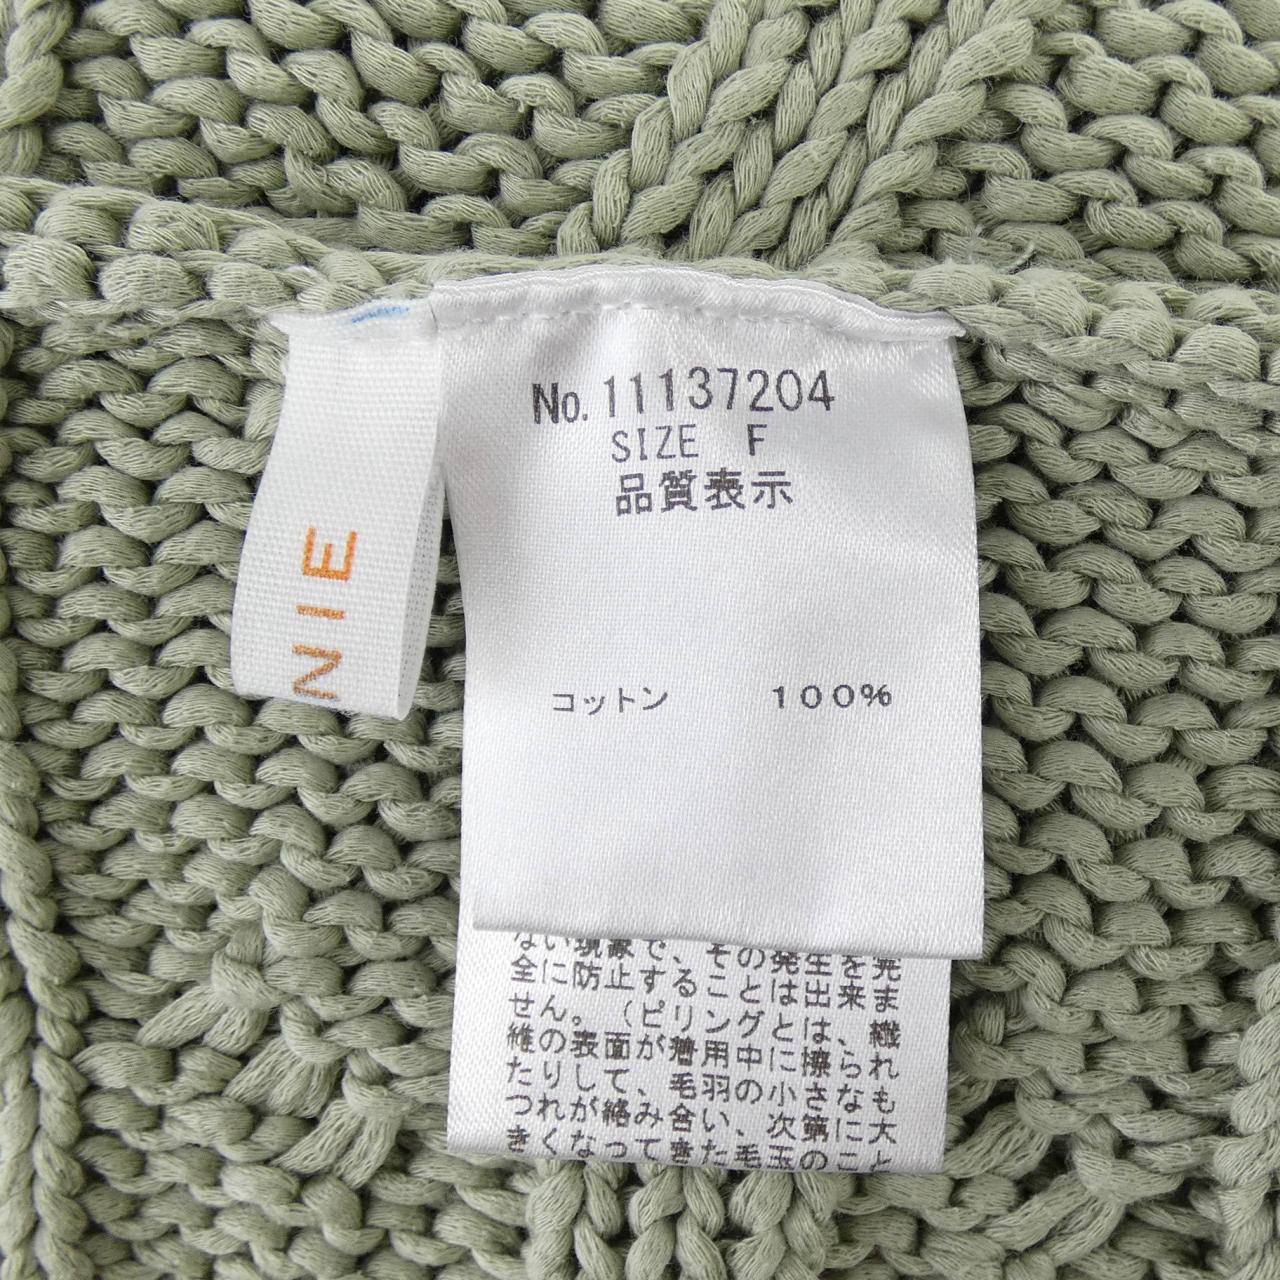 No.11137204
SIZE F
品質表示
コットン 100%
NIE
ない現象で、その発生を完
全に防止することは出来ま
せん。（ピリングとは、繊
維の表面が着用中に擦られ
たりして、毛羽の小さなも
つれが絡み合い、次第に大
きくなってきた毛玉のこと